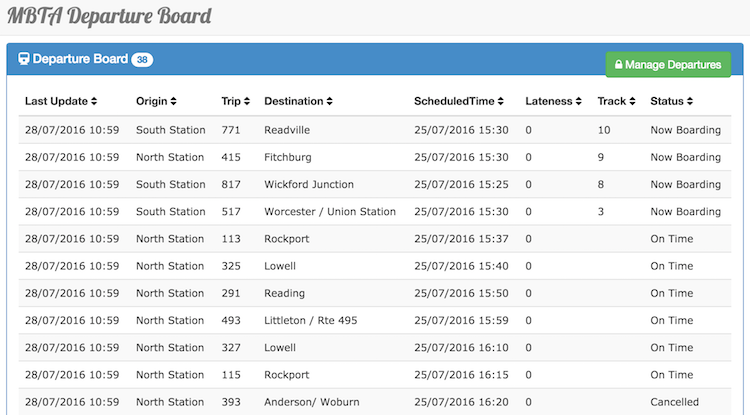 MBTA Departure Board
Departure Board 38
Manage Departures
Last Update Origin Trip Destination ScheduledTime Lateness Track Status
28/07/2016 10:59 South Station 771 Readville 25/07/2016 15:30 0 10 Now Boarding
28/07/2016 10:59 North Station 415 Fitchburg 25/07/2016 15:30 0 9 Now Boarding
28/07/2016 10:59 South Station 817 Wickford Junction 25/07/2016 15:25 0 8 Now Boarding
28/07/2016 10:59 South Station 517 Worcester / Union Station 25/07/2016 15:30 0 3 Now Boarding
28/07/2016 10:59 North Station 113 Rockport 25/07/2016 15:37 0 On Time
28/07/2016 10:59 North Station 325 Lowell 25/07/2016 15:40 0 On Time
28/07/2016 10:59 North Station 291 Reading 25/07/2016 15:50 0 On Time
28/07/2016 10:59 North Station 493 Littleton / Rte 495 25/07/2016 15:59 0 On Time
28/07/2016 10:59 North Station 327 Lowell 25/07/2016 16:10 0 On Time
28/07/2016 10:59 North Station 115 Rockport 25/07/2016 16:15 0 On Time
28/07/2016 10:59 North Station 393 Anderson/ Woburn 25/07/2016 16:20 0 Cancelled